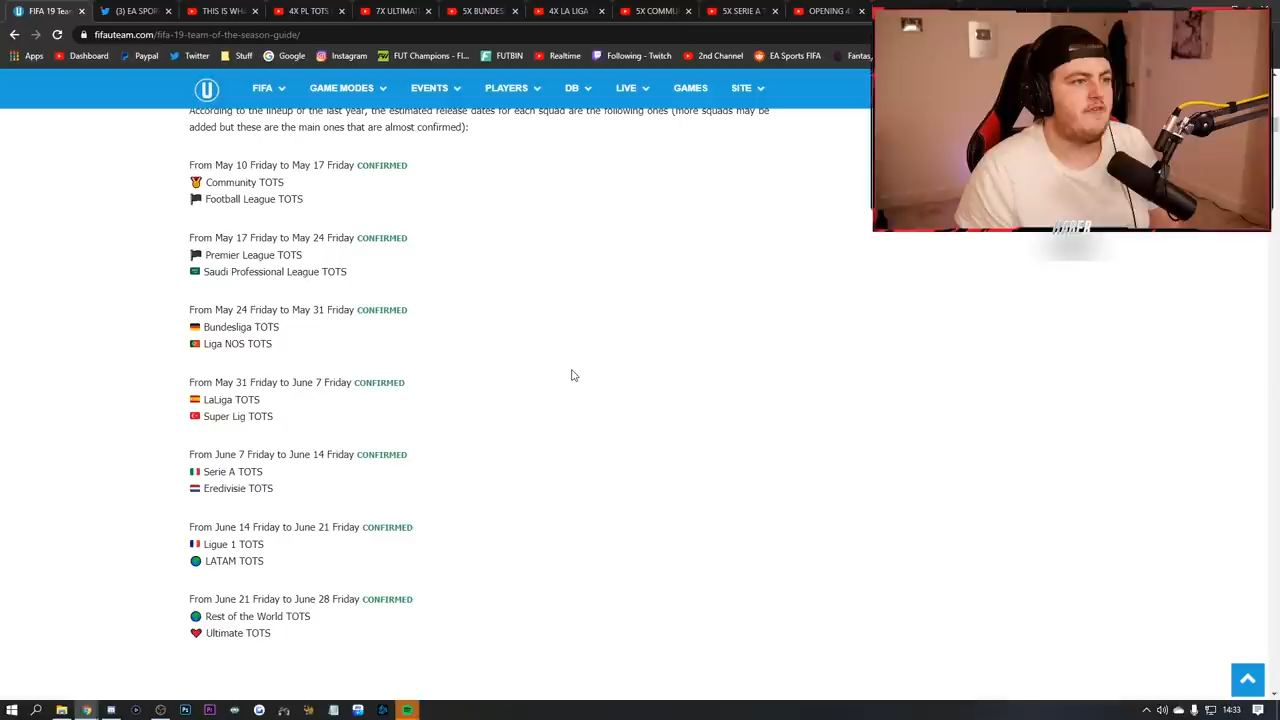 FIFA 19 Tea
(1) EA SPOR
THIS IS WHA
4X PL TOTS
7X ULTIMAT
5X BUNDES
4X LA LIGA
5X COMMU
5X SERIE A T
OPENING 4
fifauteam.com/fifa-19-team-of-the-season-guide/
Apps
Dashboard
Paypal
Twitter
Stuff
Google
Instagram
FUT Champions - Fl...
FUTBIN
Realtime
Following - Twitch
2nd Channel
EA Sports FIFA
Fantas
U
FIFA
GAME MODES
EVENTS
PLAYERS
DB
LIVE
GAMES
SITE
According to the lineup of the last year, the estimated release dates for each squad are the following ones (more squads may be
added but these are the main ones that are almost confirmed):
From May 10 Friday to May 17 Friday CONFIRMED
Community TOTS
Football League TOTS
From May 17 Friday to May 24 Friday CONFIRMED
Premier League TOTS
Saudi Professional League TOTS
From May 24 Friday to May 31 Friday CONFIRMED
Bundesliga TOTS
Liga NOS TOTS
From May 31 Friday to June 7 Friday CONFIRMED
LaLiga TOTS
Super Lig TOTS
From June 7 Friday to June 14 Friday CONFIRMED
Serie A TOTS
Eredivisie TOTS
From June 14 Friday to June 21 Friday CONFIRMED
Ligue 1 TOTS
LATAM TOTS
From June 21 Friday to June 28 Friday CONFIRMED
Rest of the World TOTS
Ultimate TOTS
14:33